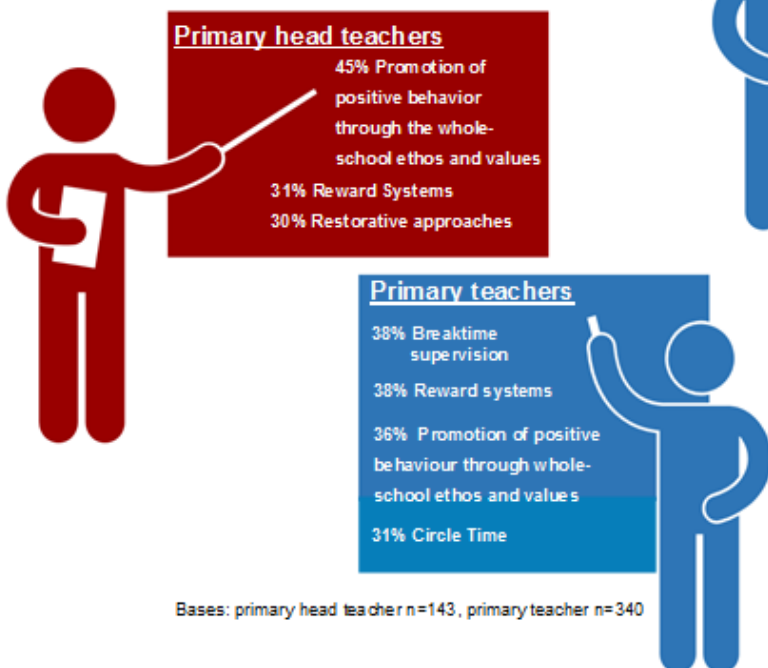 Primary head teachers
45% Promotion of
positive behavior
through the whole-
school ethos and values
31% Reward Systems
30% Restorative approaches
Primary teachers
38% Breaktime
supervision
38% Reward systems
36% Promotion of positive
behaviour through whole-
school ethos and values
31% Circle Time
Bases: primary head teacher n=143, primary teacher n=340